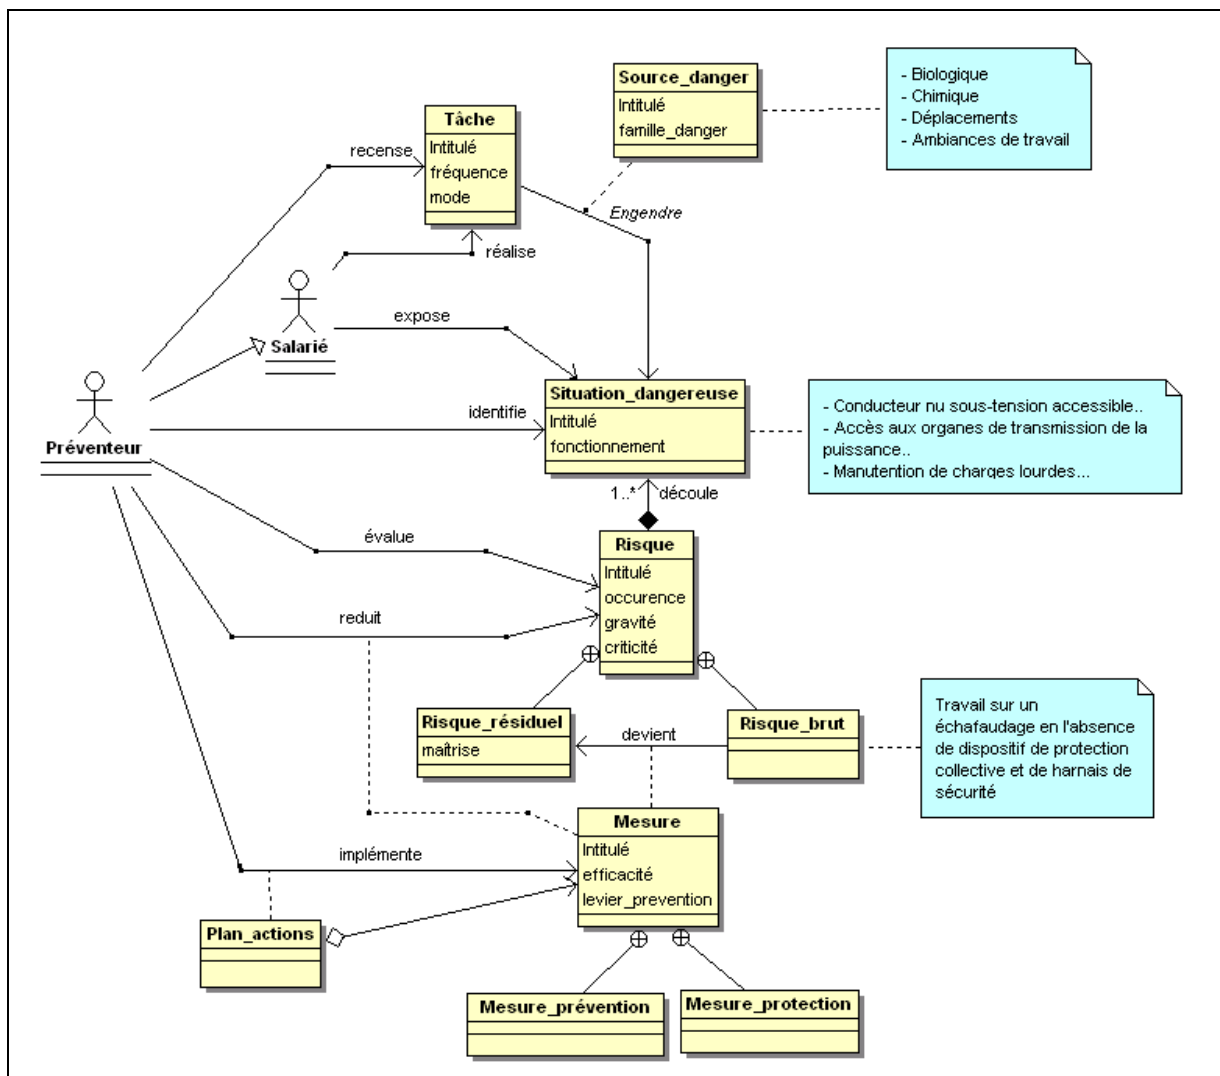 Source_danger
Intitulé
famille_danger
- Biologique
- Chimique
- Déplacements
- Ambiances de travail
Tâche
Intitulé
fréquence
mode
recense
Engendre
réalise
Salarié
expose
Préventeur
identifie
Situation_dangereuse
Intitulé
fonctionnement
- Conducteur nu sous-tension accessible..
- Accès aux organes de transmission de la
puissance..
- Manutention de charges lourdes...
1..*
découle
Risque
Intitulé
occurence
gravité
criticité
évalue
reduit
Risque_résiduel
maîtrise
devient
Risque_brut
Travail sur un
échafaudage en l'absence
de dispositif de protection
collective et de harnais de
sécurité
Mesure
Intitulé
efficacité
levier_prevention
implémente
Plan_actions
Mesure_prévention
Mesure_protection